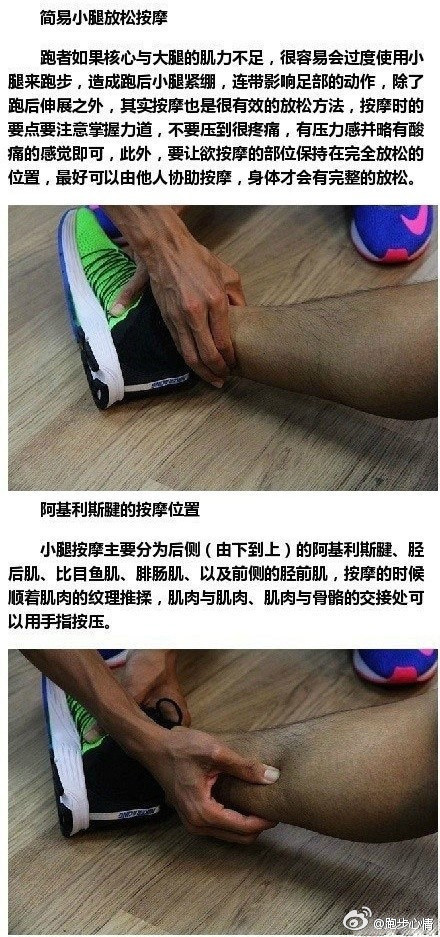 简易小腿放松按摩
跑者如果核心与大腿的肌力不足，很容易会过度使用小
腿来跑步，造成跑后小腿紧绷，连带影响足部的动作，除了
跑后伸展之外，其实按摩也是很有效的放松方法，按摩时的
要点要注意掌握力道，不要压到很疼痛，有压力感并略有酸
痛的感觉即可，此外，要让欲按摩的部位保持在完全放松的
位置，最好可以由他人协助按摩，身体才会有完整的放松。
阿基利斯腱的按摩位置
小腿按摩主要分为后侧（由下到上）的阿基利斯腱、胫
后肌、比目鱼肌、腓肠肌、以及前侧的胫前肌，按摩的时候
顺着肌肉的纹理推揉，肌肉与肌肉、肌肉与骨骼的交接处可
以用手指按压。
@跑步心情